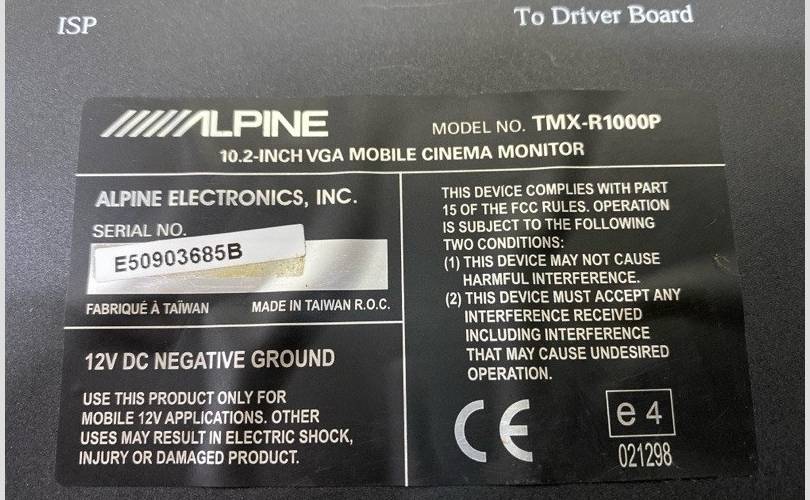 ISP
To Driver Board
ALPINE
MODEL NO. TMX-R1000P
10.2-INCH VGA MOBILE CINEMA MONITOR
ALPINE ELECTRONICS, INC.
SERIAL NO.
E50903685B
FABRIQUÉ À TAÏWAN
MADE IN TAIWAN R.O.C.
12V DC NEGATIVE GROUND
USE THIS PRODUCT ONLY FOR
MOBILE 12V APPLICATIONS. OTHER
USES MAY RESULT IN ELECTRIC SHOCK,
INJURY OR DAMAGED PRODUCT.
THIS DEVICE COMPLIES WITH PART
15 OF THE FCC RULES. OPERATION
IS SUBJECT TO THE FOLLOWING
TWO CONDITIONS:
(1) THIS DEVICE MAY NOT CAUSE
HARMFUL INTERFERENCE.
(2) THIS DEVICE MUST ACCEPT ANY
INTERFERENCE RECEIVED
INCLUDING INTERFERENCE
THAT MAY CAUSE UNDESIRED
OPERATION.
CE
e 4
021298